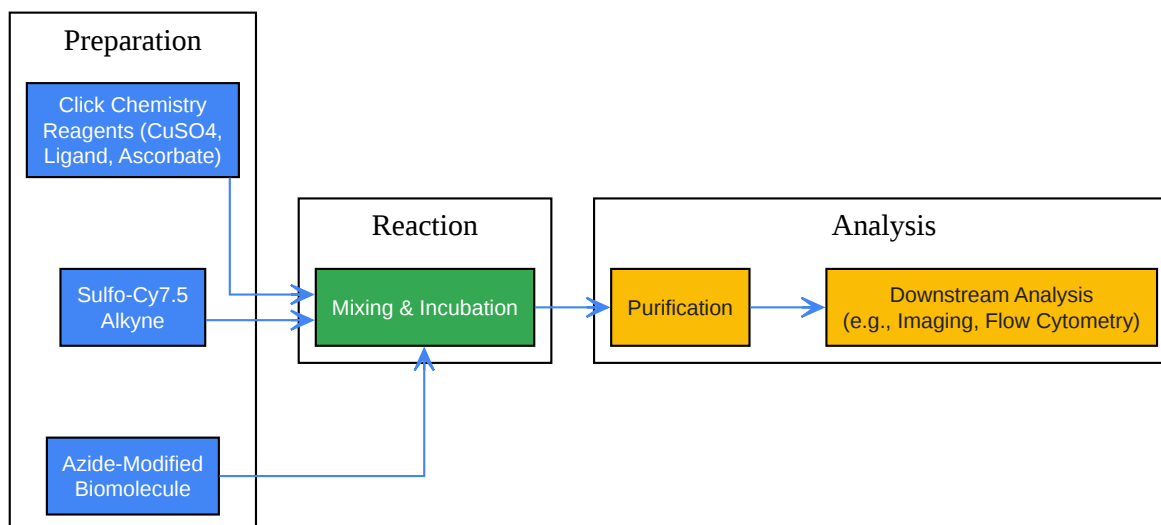 Preparation
Click Chemistry
Reagents (CuSO4,
Ligand, Ascorbate)
Sulfo-Cy7.5
Alkyne
Azide-Modified
Biomolecule
Reaction
Mixing & Incubation
Analysis
Purification
Downstream Analysis
(e.g., Imaging, Flow Cytometry)